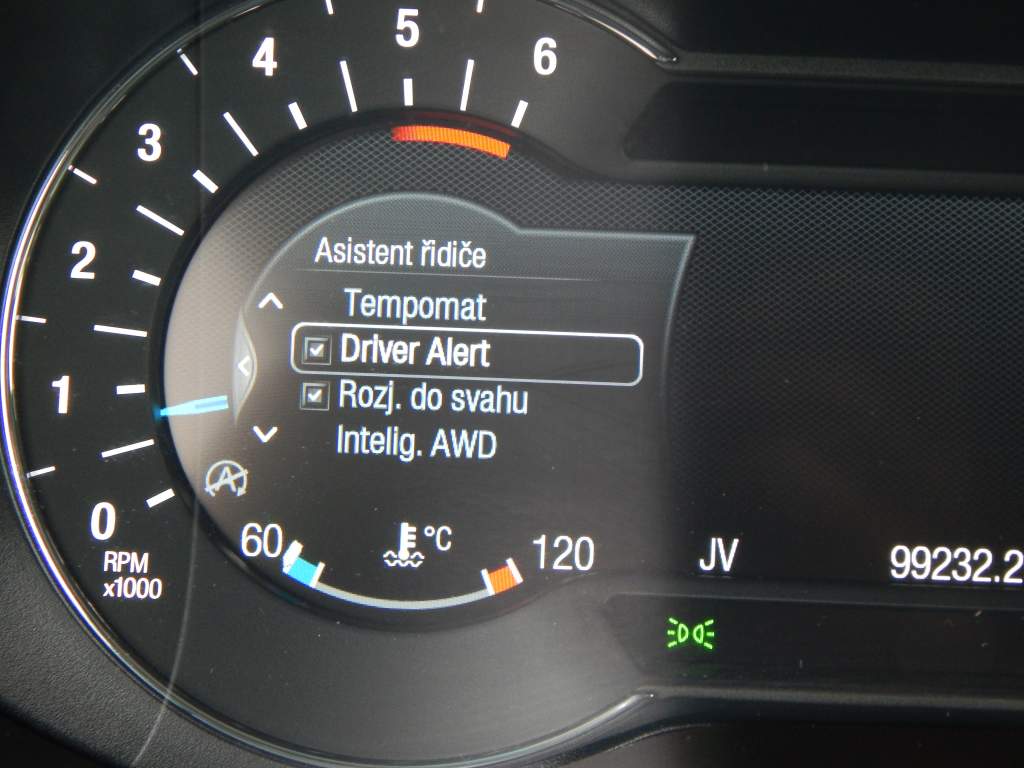 5
4
6
3
2
1
0
RPM
x1000
Asistent řidiče
Tempomat
Driver Alert
Rozj. do svahu
Intelig. AWD
A
60
°C
120
JV
99232.2